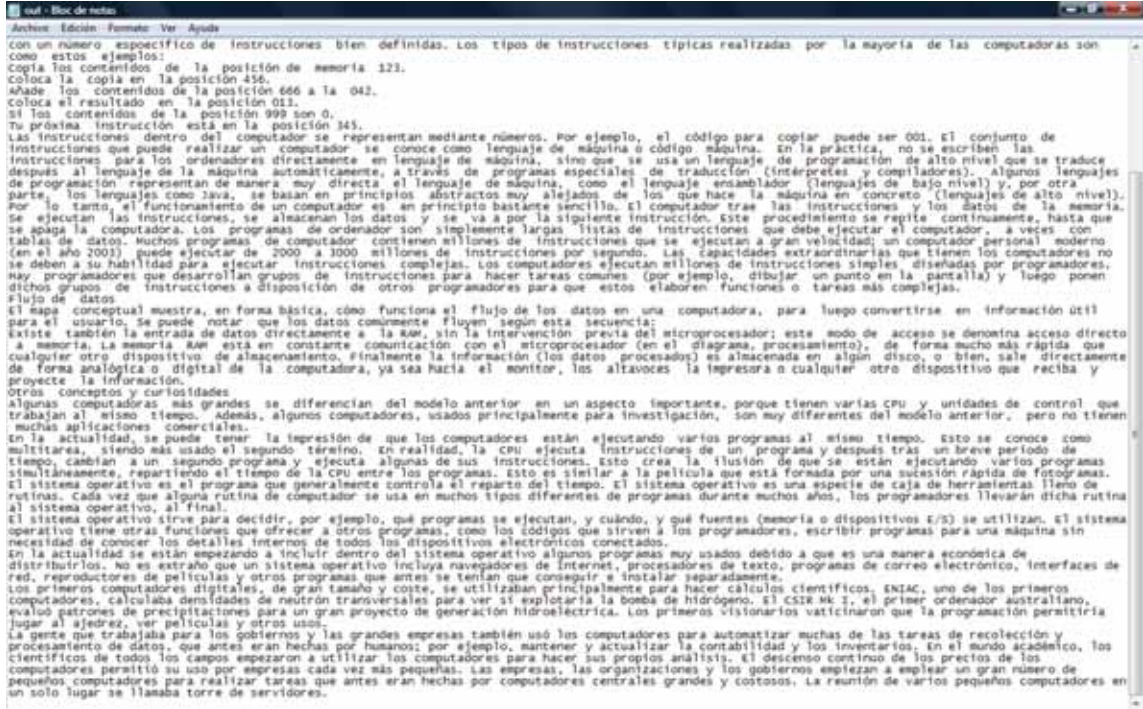 out - Bloc de notas
Archivo Edición Formato Ver Ayuda
con un número espoecifico de instrucciones bien definidas. Los tipos de instrucciones típicas realizadas por la mayoría de las computadoras son
como estos ejemplos:
Copia los contenidos de la posición de memoria 123.
Coloca la copia en la posición 456.
Añade los contenidos de la posición 666 a la 042.
Coloca el resultado en la posición 013.
Si los contenidos de la posición 999 son 0.
Tu próxima instrucción está en la posición 345.
Las instrucciones dentro del computador se representan mediante números. Por ejemplo, el código para copiar puede ser 001. El conjunto de
instrucciones que puede realizar un computador se conoce como lenguaje de máquina o código máquina. En la práctica, no se escriben las
instrucciones para los ordenadores directamente en lenguaje de máquina, sino que se usa un lenguaje de programación de alto nivel que se traduce
después al lenguaje de la máquina automáticamente, a través de programas especiales de traducción (intérpretes y compiladores). Algunos lenguajes
de programación representan de manera muy directa el lenguaje de máquina, como el lenguaje ensamblador (lenguajes de bajo nivel) y, por otra
parte, los lenguajes como Java, se basan en principios abstractos muy alejados de los que hace la máquina en concreto (lenguajes de alto nivel).
Por lo tanto, el funcionamiento de un computador es en principio bastante sencillo. El computador trae las instrucciones y los datos de la memoria.
Se ejecutan las instrucciones, se almacenan los datos y se va a por la siguiente instrucción. Este procedimiento se repite continuamente, hasta que
se apaga la computadora. Los programas de ordenador son simplemente largas listas de instrucciones que debe ejecutar el computador, a veces con
tablas de datos. Muchos programas de computador contienen millones de instrucciones que se ejecutan a gran velocidad; un computador personal moderno
(en el año 2003) puede ejecutar de 2000 a 3000 millones de instrucciones por segundo. Las capacidades extraordinarias que tienen los computadores no
se deben a su habilidad para ejecutar instrucciones complejas. Los computadores ejecutan millones de instrucciones simples diseñadas por programadores.
Hay programadores que desarrollan grupos de instrucciones para hacer tareas comunes (por ejemplo, dibujar un punto en la pantalla) y luego ponen
dichos grupos de instrucciones a disposición de otros programadores para que estos elaboren funciones o tareas más complejas.
Flujo de datos
El mapa conceptual muestra, en forma básica, cómo funciona el flujo de los datos en una computadora, para luego convertirse en información útil
para el usuario. Se puede notar que los datos comúnmente fluyen según esta secuencia:
Existe también la entrada de datos directamente a la RAM, sin la intervención previa del microprocesador; este modo de acceso se denomina acceso directo
a memoria. La memoria RAM está en constante comunicación con el microprocesador (en el diagrama, procesamiento), de forma mucho más rápida que
cualquier otro dispositivo de almacenamiento. Finalmente la información (los datos procesados) es almacenada en algún disco, o bien, sale directamente
de forma analógica o digital de la computadora, ya sea hacia el monitor, los altavoces la impresora o cualquier otro dispositivo que reciba y
proyecte la información.
Otros conceptos y curiosidades
Algunas computadoras más grandes se diferencian del modelo anterior en un aspecto importante, porque tienen varias CPU y unidades de control que
trabajan al mismo tiempo. Además, algunos computadores, usados principalmente para investigación, son muy diferentes del modelo anterior, pero no tienen
muchas aplicaciones comerciales.
En la actualidad, se puede tener la impresión de que los computadores están ejecutando varios programas al mismo tiempo. Esto se conoce como
multitarea, siendo más usado el segundo término. En realidad, la CPU ejecuta instrucciones de un programa y después tras un breve periodo de
tiempo, cambian a un segundo programa y ejecuta algunas de sus instrucciones. Esto crea la ilusión de que se están ejecutando varios programas
simultáneamente, repartiendo el tiempo de la CPU entre los programas. Esto es similar a la película que está formada por una sucesión rápida de fotogramas.
El sistema operativo es el programa que generalmente controla el reparto del tiempo. El sistema operativo es una especie de caja de herramientas lleno de
rutinas. Cada vez que alguna rutina de computador se usa en muchos tipos diferentes de programas durante muchos años, los programadores llevarán dicha rutina
al sistema operativo, al final.
El sistema operativo sirve para decidir, por ejemplo, qué programas se ejecutan, y cuándo, y qué fuentes (memoria o dispositivos E/S) se utilizan. El sistema
operativo tiene otras funciones que ofrecer a otros programas, como los códigos que sirven a los programadores, escribir programas para una máquina sin
necesidad de conocer los detalles internos de todos los dispositivos electrónicos conectados.
En la actualidad se están empezando a incluir dentro del sistema operativo algunos programas muy usados debido a que es una manera económica de
distribuirlos. No es extraño que un sistema operativo incluya navegadores de Internet, procesadores de texto, programas de correo electrónico, interfaces de
red, reproductores de películas y otros programas que antes se tenían que conseguir e instalar separadamente.
Los primeros computadores digitales, de gran tamaño y coste, se utilizaban principalmente para hacer cálculos científicos. ENIAC, uno de los primeros
computadores, calculaba densidades de neutrón transversales para ver si explotaría la bomba de hidrógeno. El CSIR Mk I, el primer ordenador australiano,
evaluó patrones de precipitaciones para un gran proyecto de generación hidroeléctrica. Los primeros visionarios vaticinaron que la programación permitiría
jugar al ajedrez, ver películas y otros usos.
La gente que trabajaba para los gobiernos y las grandes empresas también usó los computadores para automatizar muchas de las tareas de recolección y
procesamiento de datos, que antes eran hechas por humanos; por ejemplo, mantener y actualizar la contabilidad y los inventarios. En el mundo académico, los
científicos de todos los campos empezaron a utilizar los computadores para hacer sus propios análisis. El descenso continuo de los precios de los
computadores permitió su uso por empresas cada vez más pequeñas. Las empresas, las organizaciones y los gobiernos empiezan a emplear un gran número de
pequeños computadores para realizar tareas que antes eran hechas por computadores centrales grandes y costosos. La reunión de varios pequeños computadores en
un solo lugar se llamaba torre de servidores.